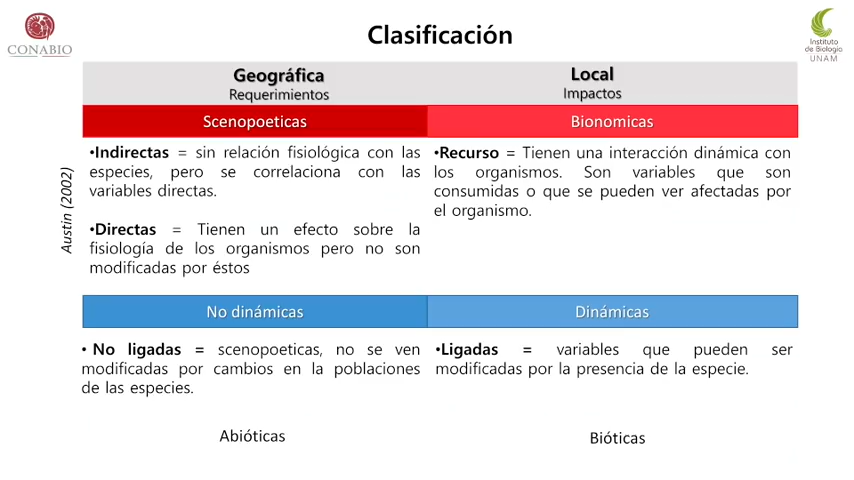 Clasificación
CONABIO
Instituto
de Biología
UNAM
Geográfica
Requerimientos
Local
Impactos
Scenopoeticas
Bionomicas
Austin (2002)
•Indirectas = sin relación fisiológica con las
especies, pero se correlaciona con las
variables directas.
•Directas = Tienen un efecto sobre la
fisiología de los organismos pero no son
modificadas por éstos
•Recurso = Tienen una interacción dinámica con
los organismos. Son variables que son
consumidas o que se pueden ver afectadas por
el organismo.
No dinámicas
Dinámicas
• No ligadas = scenopoeticas, no se ven
modificadas por cambios en la poblaciones
de las especies.
•Ligadas = variables que pueden ser
modificadas por la presencia de la especie.
Abióticas
Bióticas